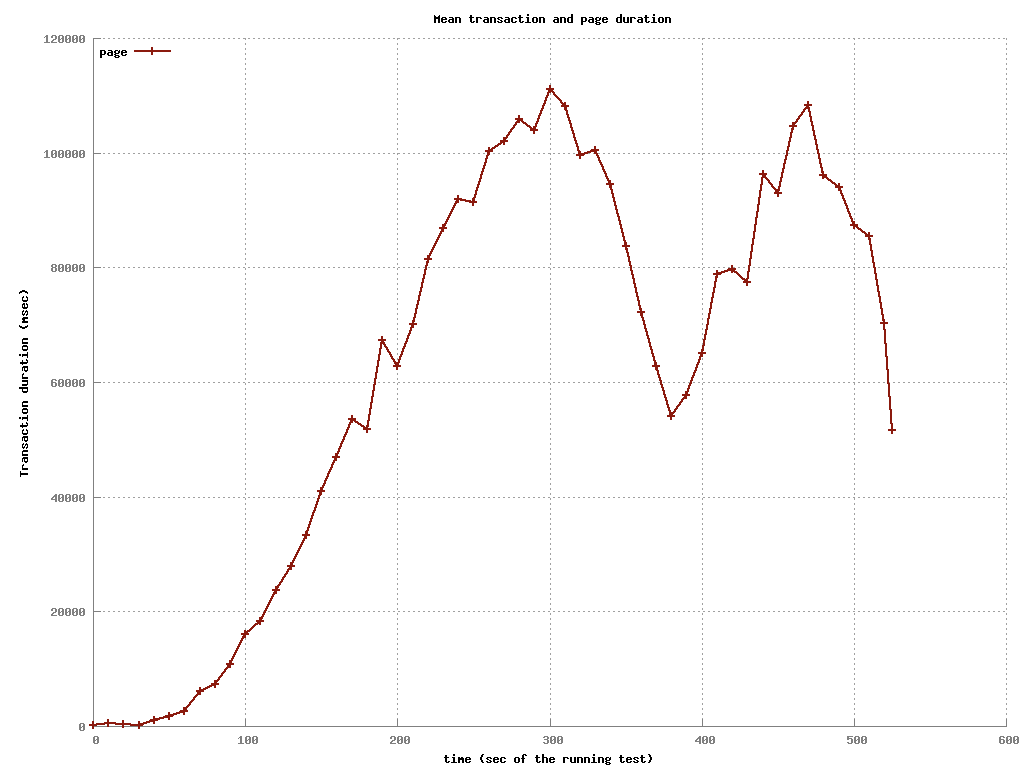 Mean transaction and page duration
120000
page
100000
80000
60000
40000
20000
0
Transaction duration (msec)
0 100 200 300 400 500 600
time (sec of the running test)